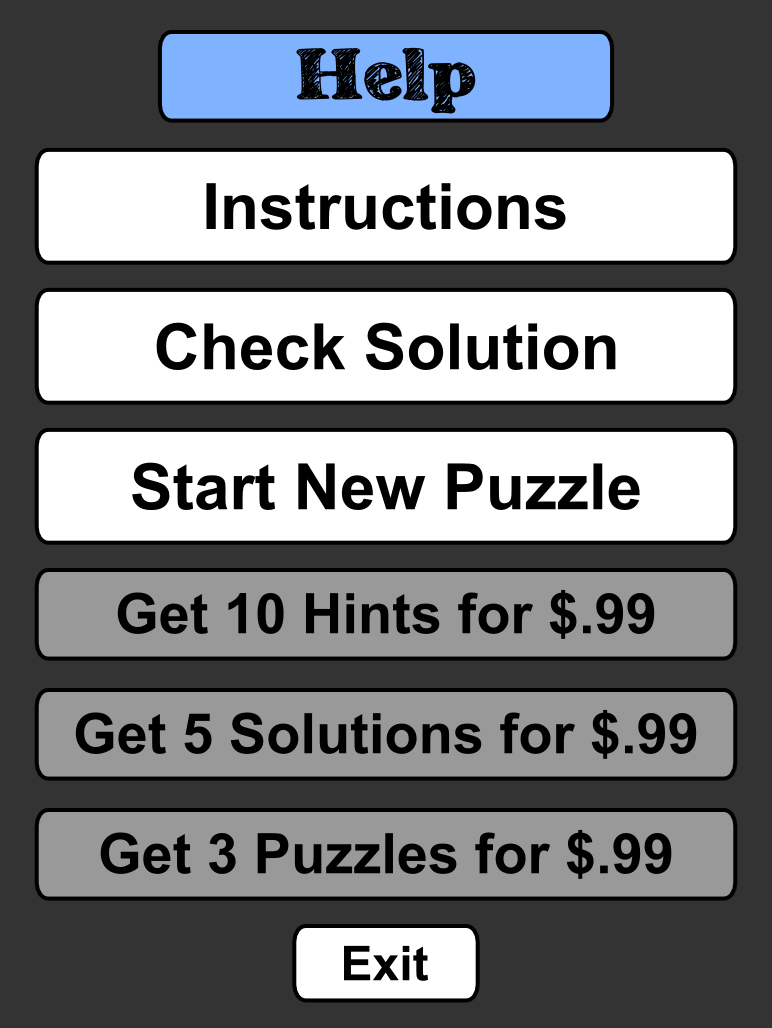 Help
Instructions
Check Solution
Start New Puzzle
Get 10 Hints for $.99
Get 5 Solutions for $.99
Get 3 Puzzles for $.99
Exit